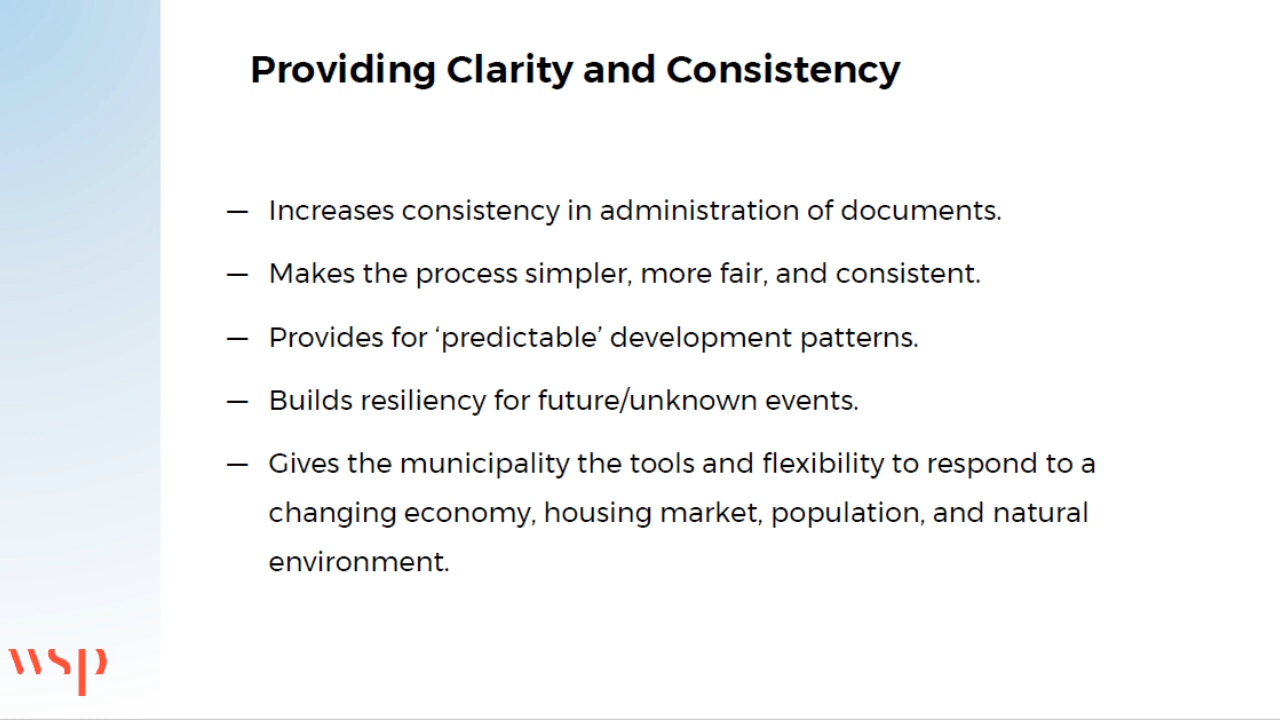 Providing Clarity and Consistency
— Increases consistency in administration of documents.
— Makes the process simpler, more fair, and consistent.
— Provides for ‘predictable’ development patterns.
— Builds resiliency for future/unknown events.
— Gives the municipality the tools and flexibility to respond to a
changing economy, housing market, population, and natural
environment.
wsp